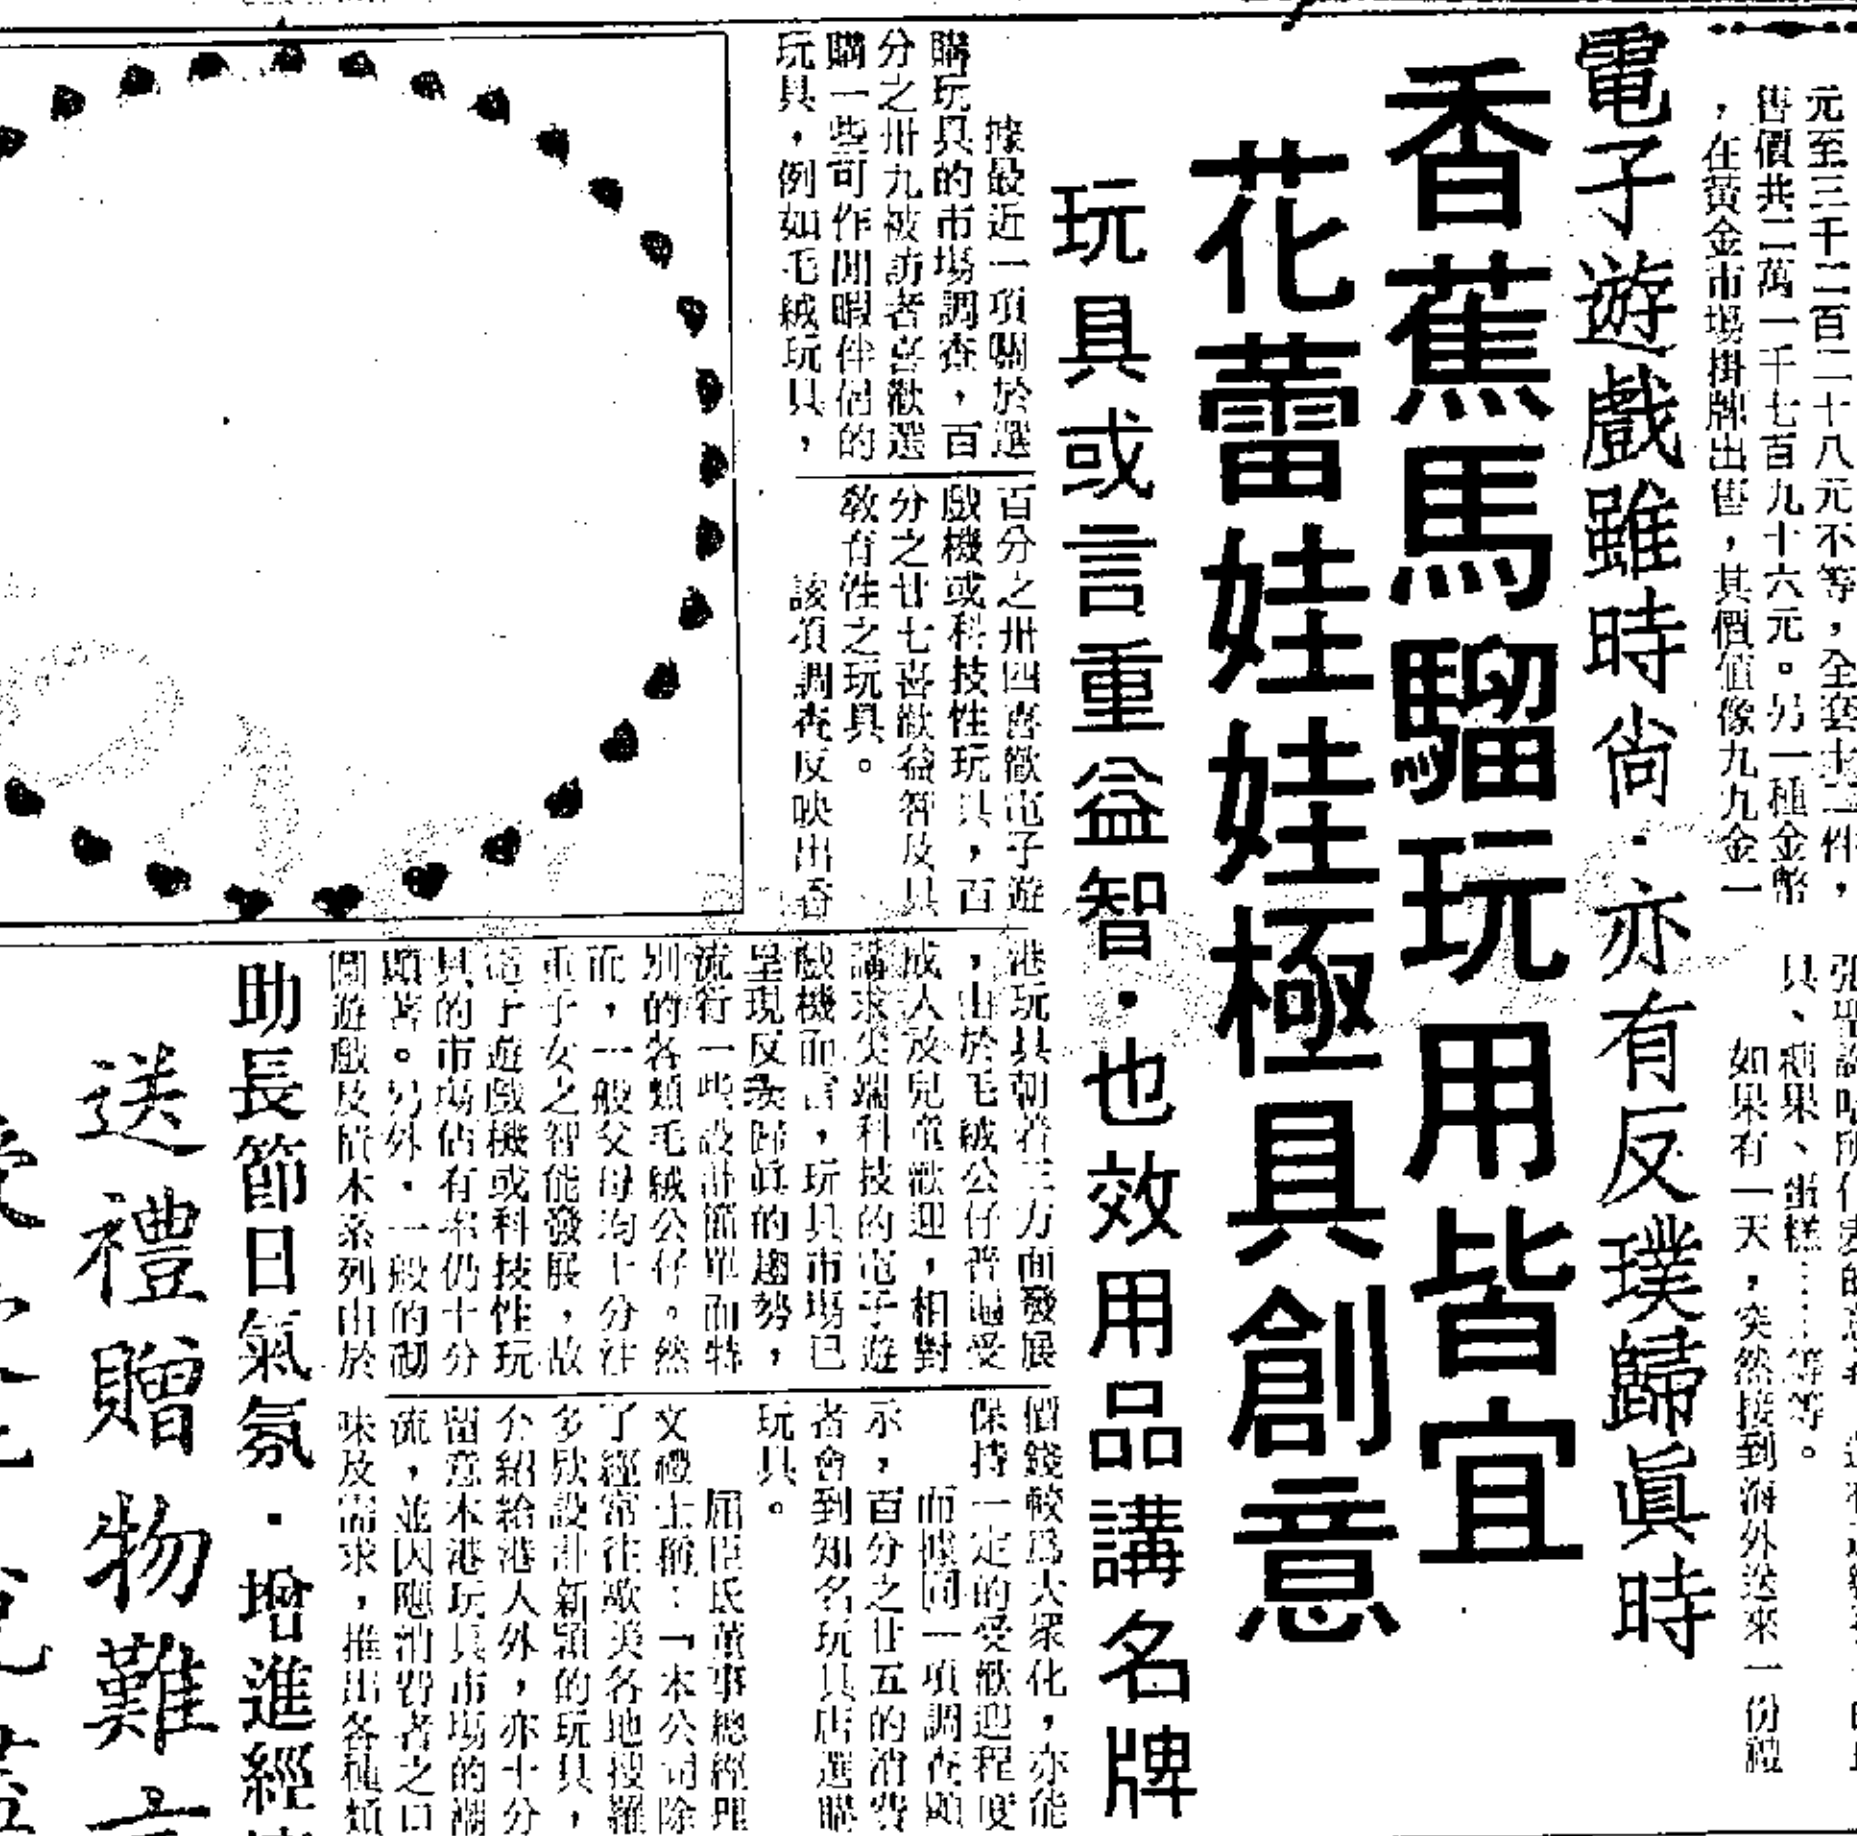 元至三千二百二十八元不等，全套十二件，
售價共二萬一千七百九十六元。另一種金幣
，在黃金市場掛牌出售，其價值像九九金一
具、糖果、蛋糕……等等。
如果有一天，突然接到海外送來一份禮
電子遊戲雖時尚·亦有反璞歸眞時
香蕉馬騮玩用皆宜
花蕾娃娃極具創意
玩具或言重益智·也效用品講名牌
據最近一項關於選
購玩具的市場調查，百
分之卅九被訪者喜歡選
購一些可作閒暇伴侶的
玩具，例如毛絨玩具，
百分之卅四喜歡電子遊
戲機或科技性玩具，百
分之廿七喜歡益智及具
敎育性之玩具。
該項調查反映出香
港玩具朝着三方面發展
，由於毛絨公仔普遍受
成人及兒童歡迎，相對
講求尖端科技的電子遊
戲機而言，玩具市場已
呈現反璞歸眞的趨勢，
流行一些設計簡單而特
別的各類毛絨公仔。然
而，一般父母均十分注
重子女之智能發展，故
電子遊戲機或科技性玩
具的市場佔有率仍十分
顯著。另外，一般的砌
圖遊戲及積木系列由於
價錢較爲大眾化，亦能
保持一定的受歡迎程度
而據同一項調查顯
示，百分之廿五的消費
者會到知名玩具店選購
玩具。
屈臣氏董事總經理
文禮士稱：「本公司除
了經常往歐美各地搜羅
多款設計新穎的玩具，
介紹給港人外，亦十分
留意本港玩具市場的潮
流，並因應消費者之口
味及需求，推出各種類
助長節日氣氛·增進經
送禮贈物難